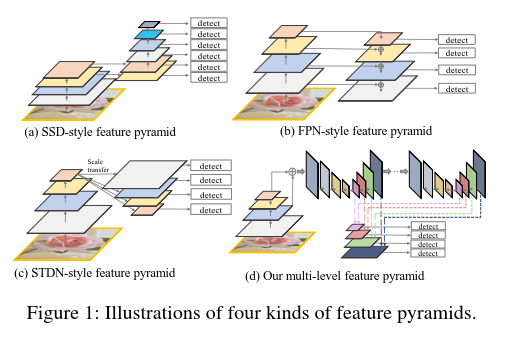 detect
detect
detect
detect
detect
detect
(a) SSD-style feature pyramid
detect
detect
detect
detect
(b) FPN-style feature pyramid
Scale
transfer
detect
detect
detect
detect
(c) STDN-style feature pyramid
detect
detect
detect
detect
(d) Our multi-level feature pyramid
Figure 1: Illustrations of four kinds of feature pyramids.